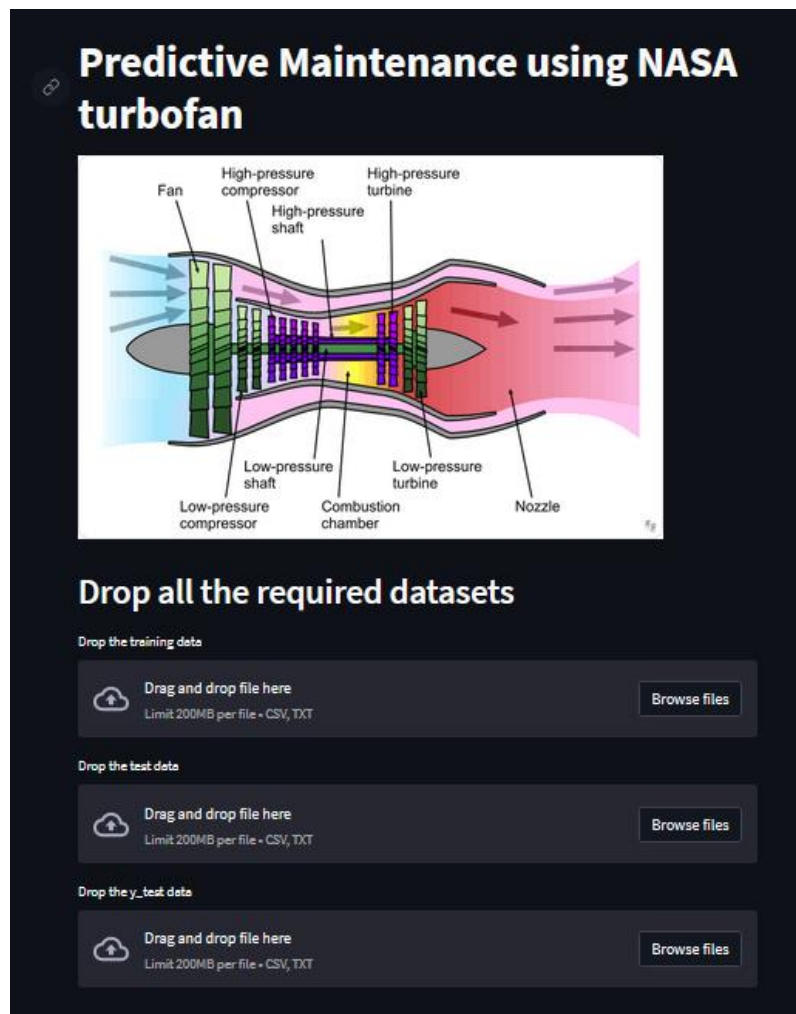 Predictive Maintenance using NASA
turbofan
Fan
High-pressure
compressor
High-pressure
turbine
High-pressure
shaft
Low-pressure
shaft
Low-pressure
turbine
Low-pressure
compressor
Combustion
chamber
Nozzle
Drop all the required datasets
Drop the training data
Drag and drop file here
Limit 200MB per file • CSV, TXT
Browse files
Drop the test data
Drag and drop file here
Limit 200MB per file • CSV, TXT
Browse files
Drop the y_test data
Drag and drop file here
Limit 200MB per file • CSV, TXT
Browse files